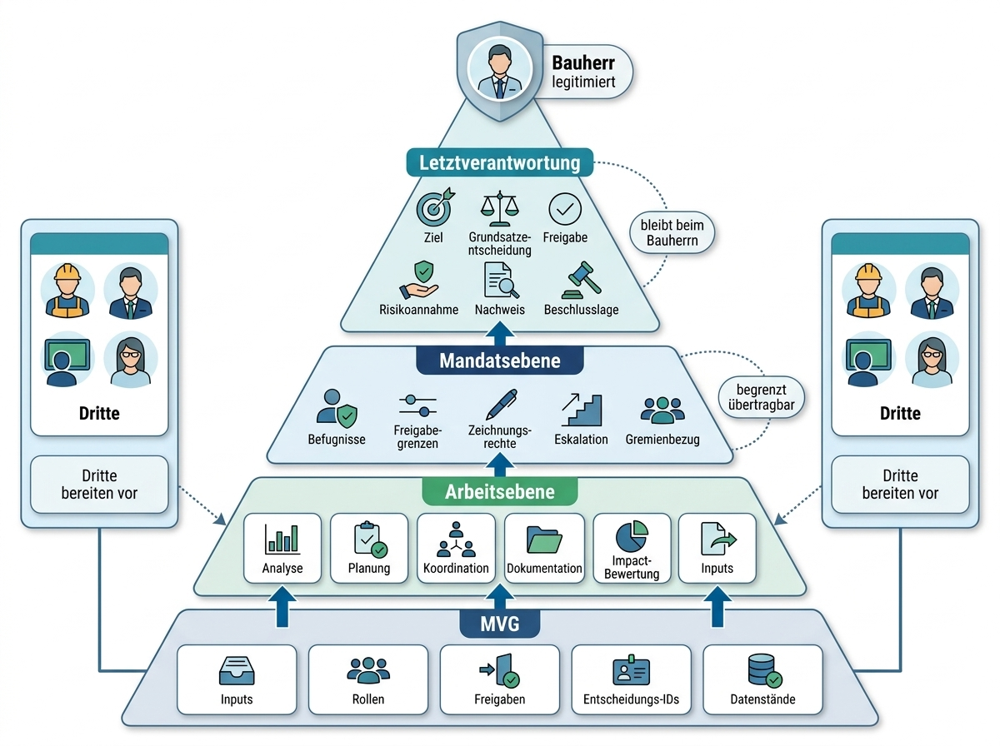 Bauherr
legitimiert
Letztverantwortung
Ziel
Grundsatze-
ntscheidung
Freigabe
Risikoannahme
Nachweis
Beschlusslage
bleibt beim
Bauherrn
Mandatsebene
Befugnisse
Freigabe-
grenzen
Zeichnungs-
rechte
Eskalation
Gremienbezug
begrenzt
übertragbar
Dritte
Dritte
bereiten vor
Dritte
Dritte
bereiten vor
Arbeitsebene
Analyse
Planung
Koordination
Dokumentation
Impact-
Bewertung
Inputs
MVG
Inputs
Rollen
Freigaben
Entscheidungs-IDs
Datenstände